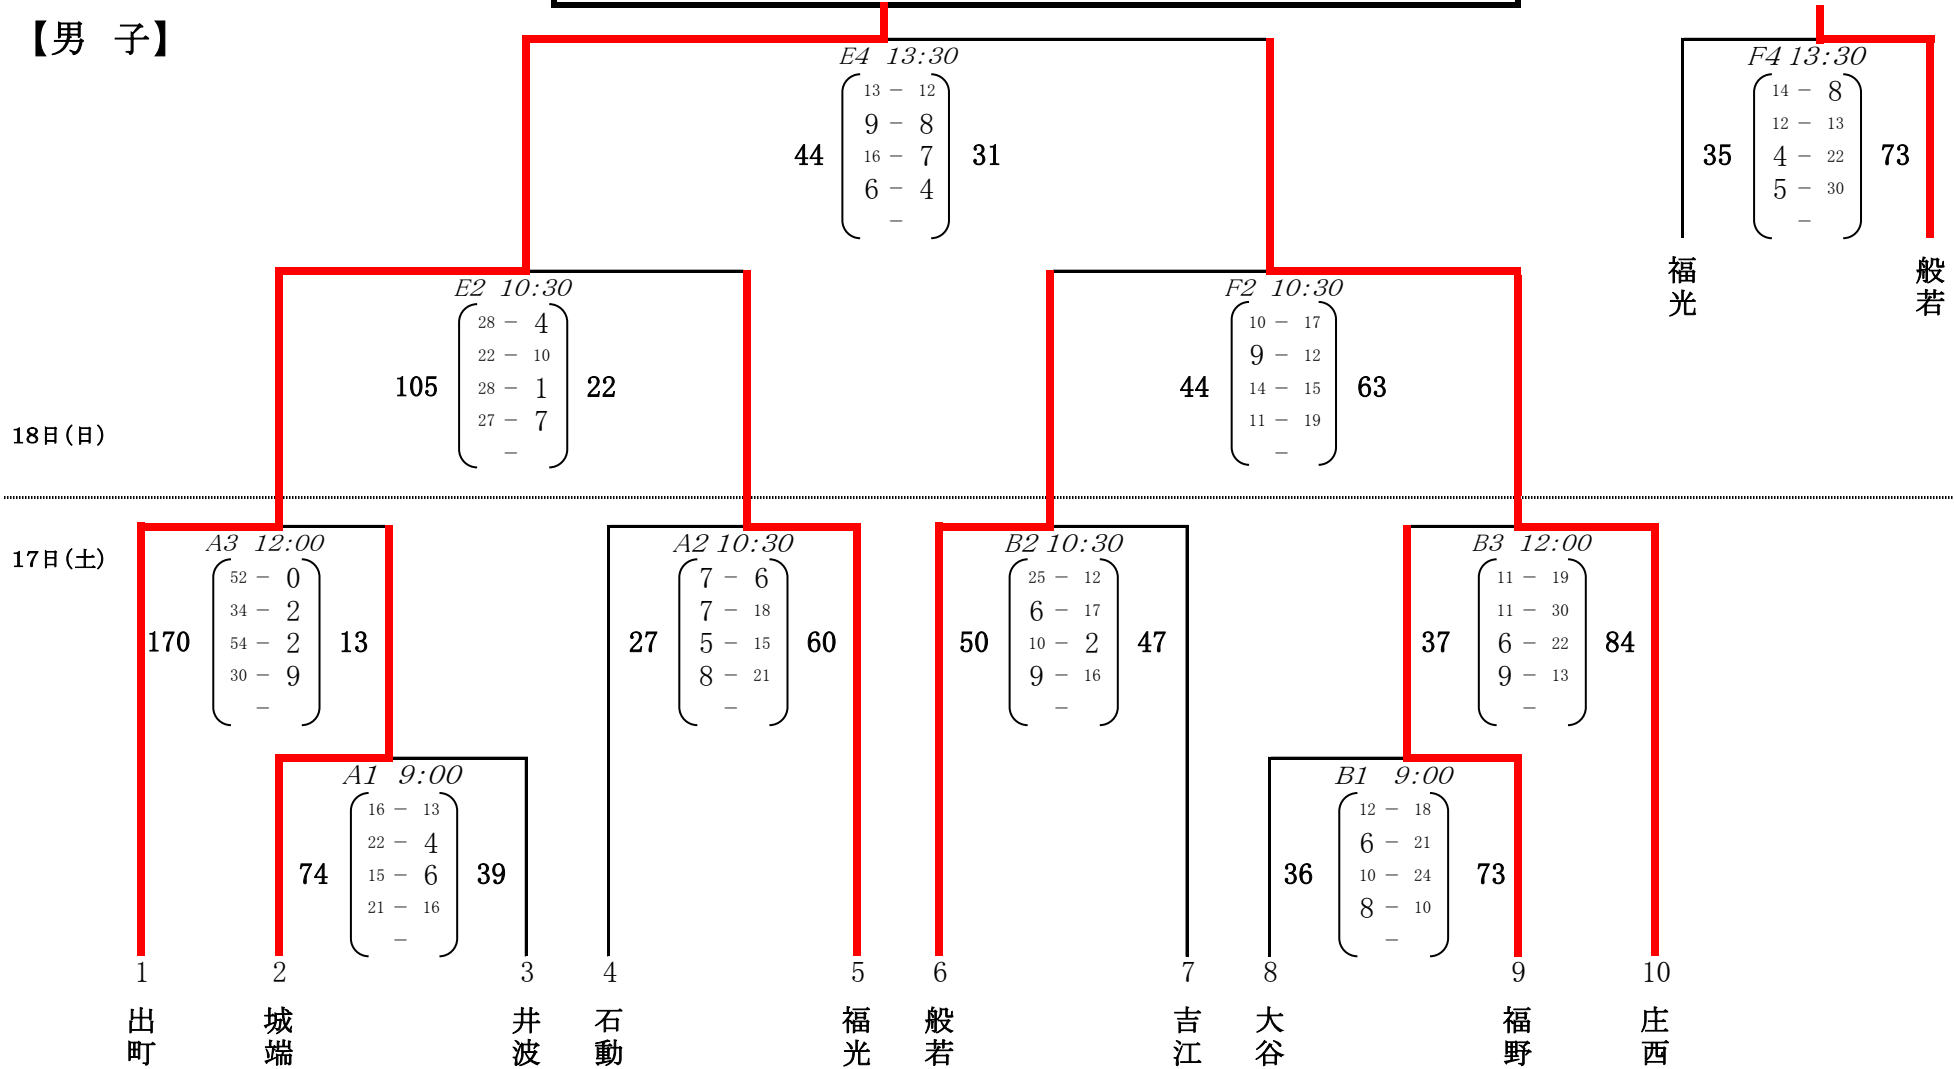 【男　子】
E4 13:30
13 － 12
9 － 8
44 16 － 7 31
6 － 4
－
F4 13:30
14 － 8
12 － 13
35 4 － 22 73
5 － 30
－
福光
般若
E2 10:30
28 － 4
22 － 10
105 28 － 1 22
27 － 7
－
F2 10:30
10 － 17
9 － 12
44 14 － 15 63
11 － 19
－
18日(日)
17日(土)
A3 12:00
52 － 0
34 － 2
170 54 － 2 13
30 － 9
－
A2 10:30
7 － 6
7 － 18
27 5 － 15 60
8 － 21
－
B2 10:30
25 － 12
6 － 17
50 10 － 2 47
9 － 16
－
B3 12:00
11 － 19
11 － 30
37 6 － 22 84
9 － 13
－
A1 9:00
16 － 13
22 － 4
74 15 － 6 39
21 － 16
－
B1 9:00
12 － 18
6 － 21
36 10 － 24 73
8 － 10
－
1 2 3 4 5 6 7 8 9 10
出町 城端 井波 石動 福光 般若 吉江 大谷 福野 庄西